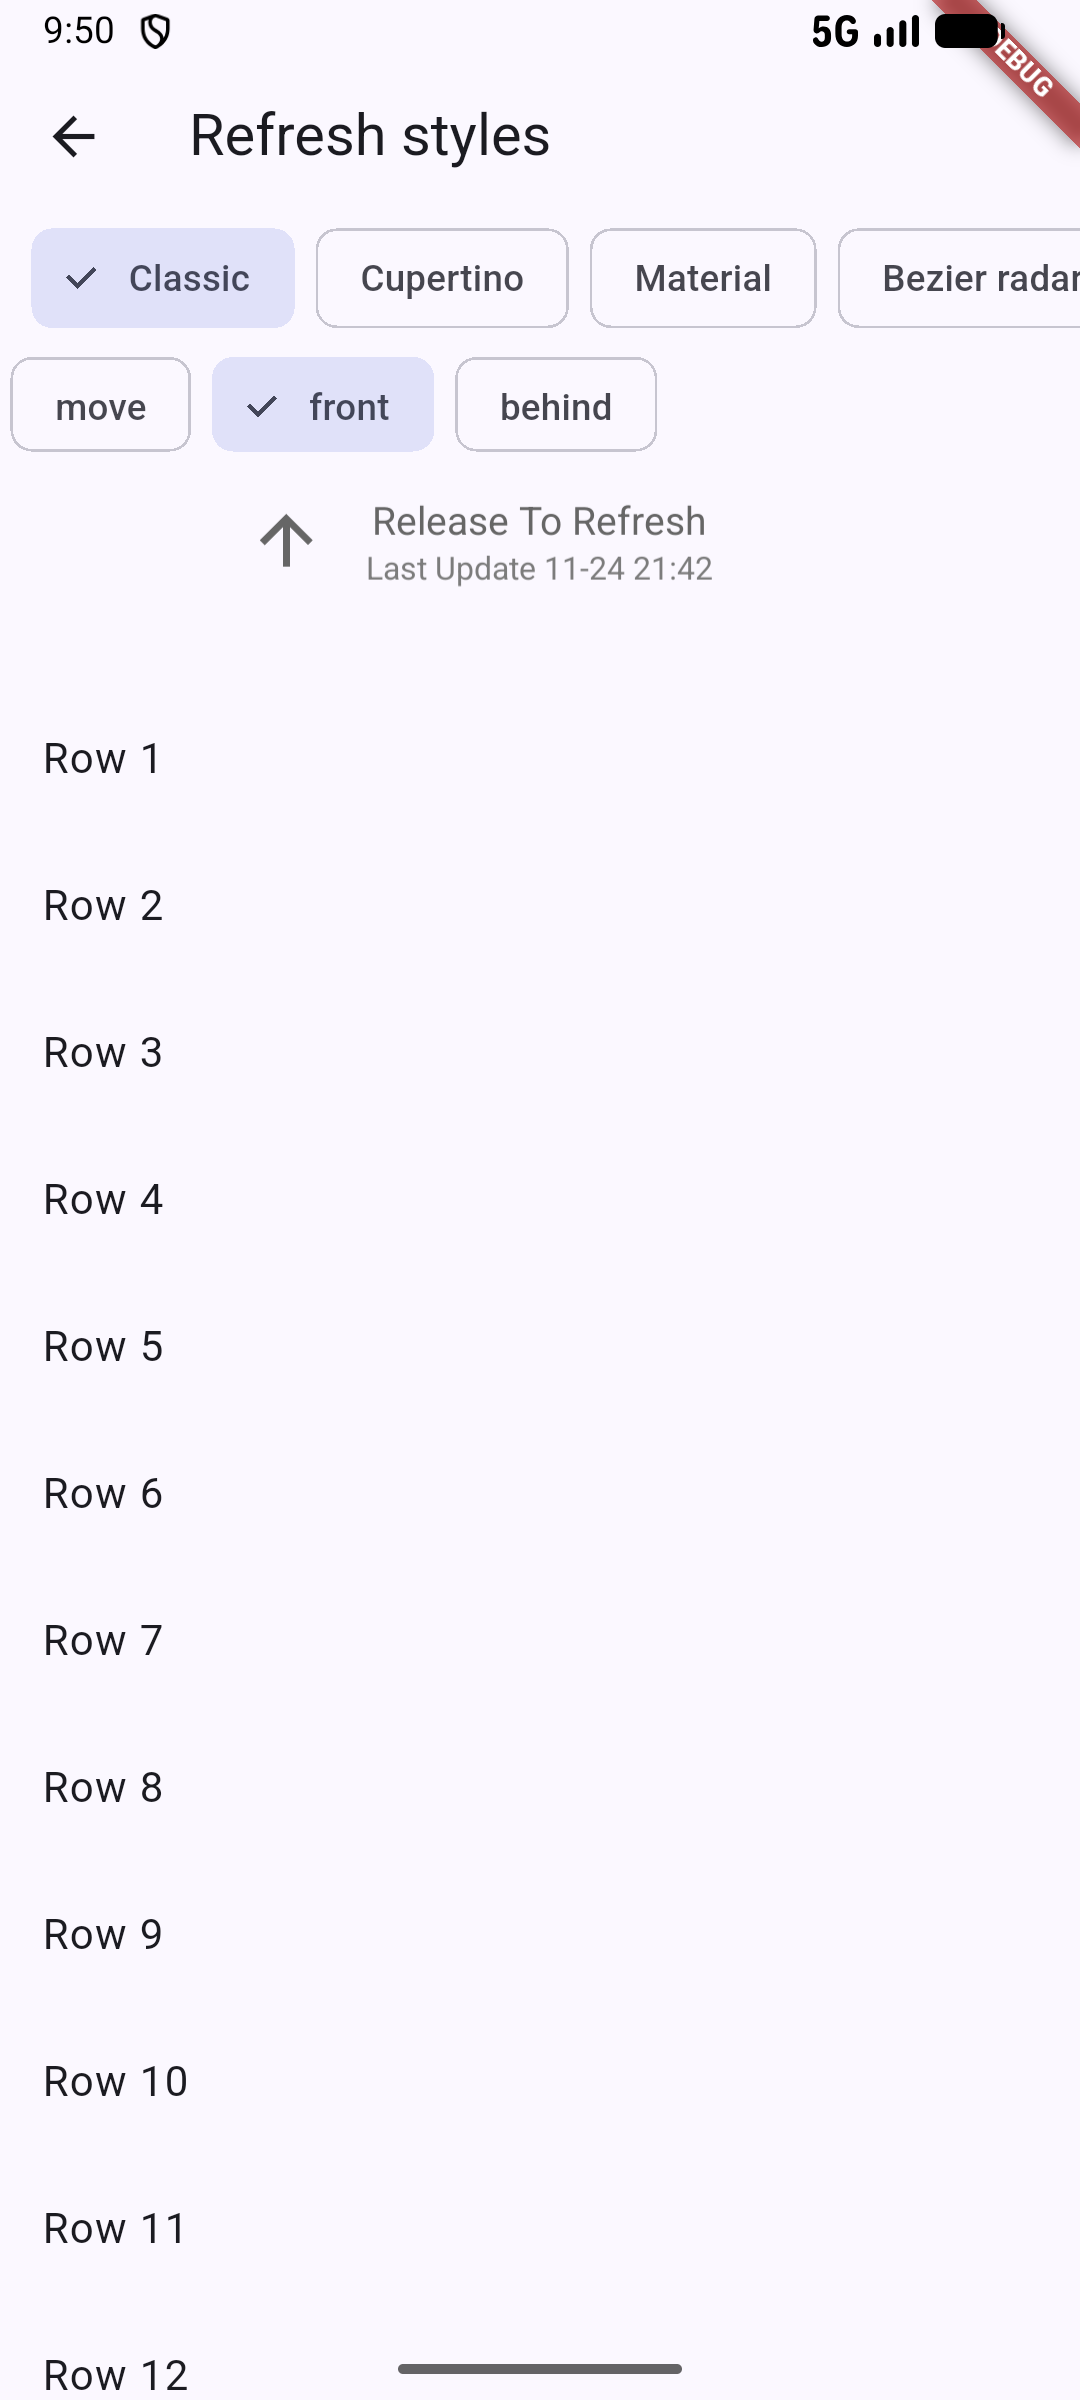 9:50
5G
EBUG
Refresh styles
Classic
Cupertino
Material
Bezier radar
move
front
behind
Release To Refresh
Last Update 11-24 21:42
Row 1
Row 2
Row 3
Row 4
Row 5
Row 6
Row 7
Row 8
Row 9
Row 10
Row 11
Row 12